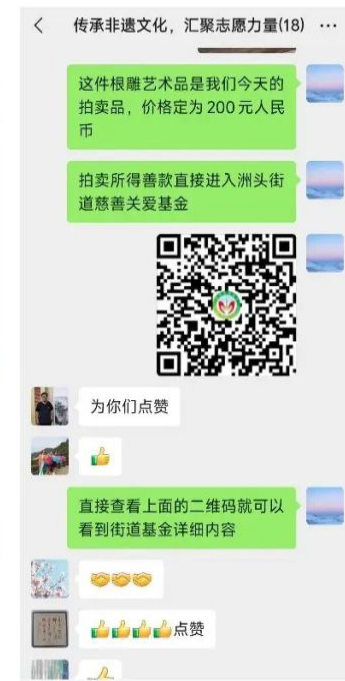 传承非遗文化，汇聚志愿力量(18)
这件根雕艺术品是我们今天的
拍卖品，价格定为200元人民
币
拍卖所得善款直接进入洲头街
道慈善关爱基金
为你们点赞
👍
直接查看上面的二维码就可以
看到街道基金详细内容
🤝🤝🤝
👍👍👍👍点赞